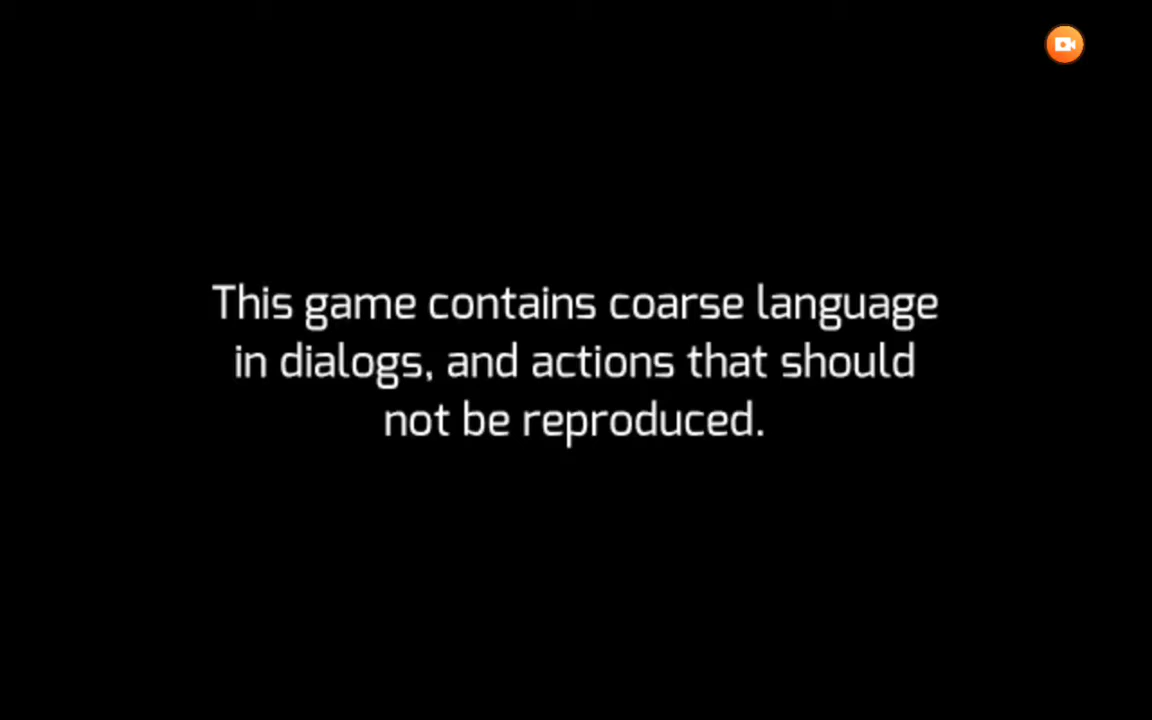 This game contains coarse language
in dialogs, and actions that should
not be reproduced.